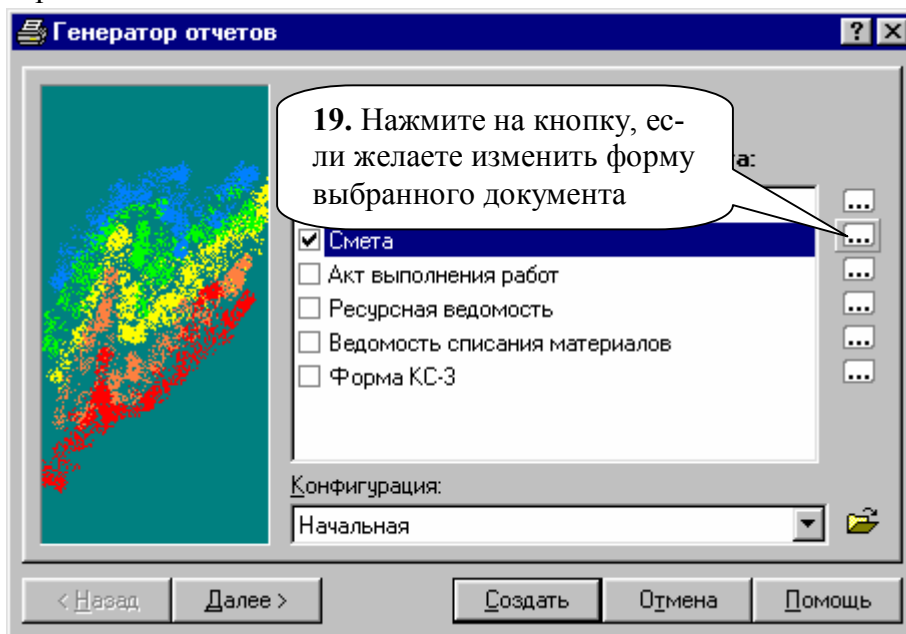 Генератор отчетов
19. Нажмите на кнопку, ес-
ли желаете изменить форму
выбранного документа
а:
...
Смета
...
Акт выполнения работ
...
Ресурсная ведомость
...
Ведомость списания материалов
...
Форма КС-3
...
Конфигурация:
Начальная
< Назад
Далее >
Создать
Отмена
Помощь